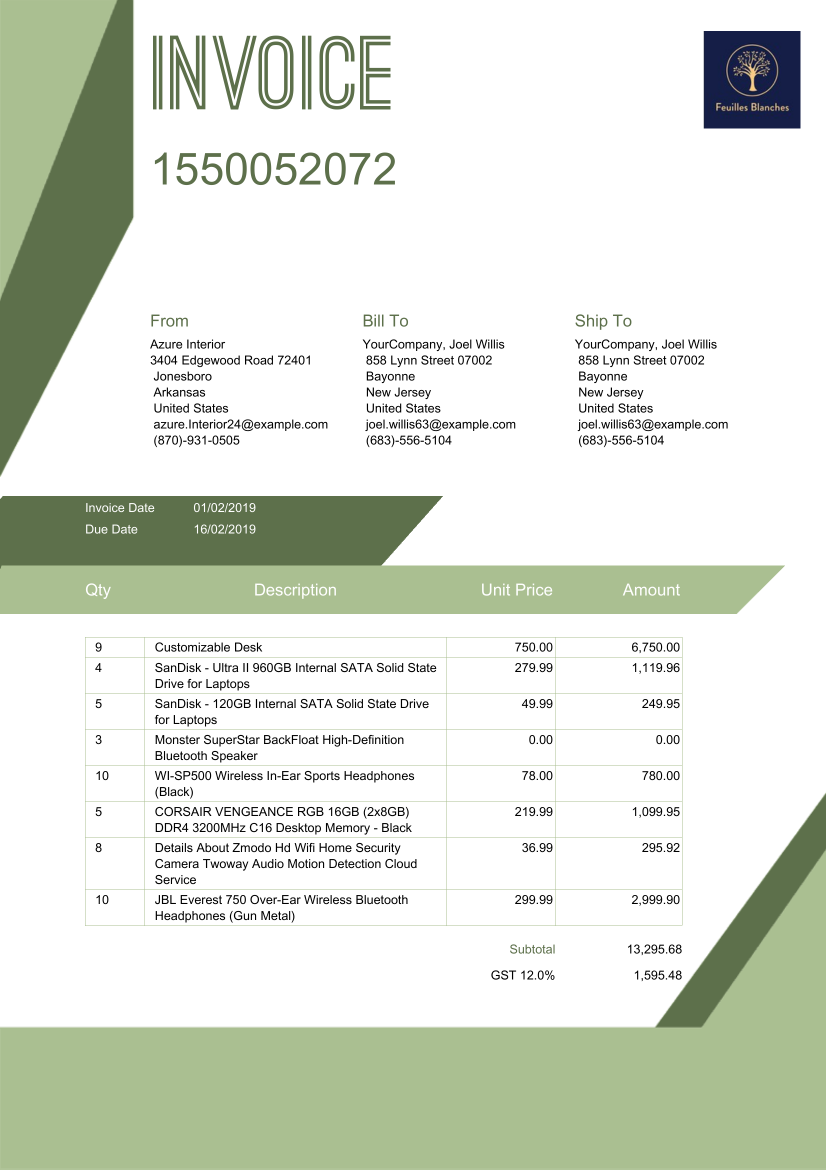 INVOICE
Feuilles Blanches
1550052072
From
Azure Interior
3404 Edgewood Road 72401
Jonesboro
Arkansas
United States
azure.Interior24@example.com
(870)-931-0505
Bill To
YourCompany, Joel Willis
858 Lynn Street 07002
Bayonne
New Jersey
United States
joel.willis63@example.com
(683)-556-5104
Ship To
YourCompany, Joel Willis
858 Lynn Street 07002
Bayonne
New Jersey
United States
joel.willis63@example.com
(683)-556-5104
Invoice Date 01/02/2019
Due Date 16/02/2019
Qty Description Unit Price Amount
9 Customizable Desk 750.00 6,750.00
4 SanDisk - Ultra II 960GB Internal SATA Solid State 279.99 1,119.96
Drive for Laptops
5 SanDisk - 120GB Internal SATA Solid State Drive 49.99 249.95
for Laptops
3 Monster SuperStar BackFloat High-Definition 0.00 0.00
Bluetooth Speaker
10 WI-SP500 Wireless In-Ear Sports Headphones 78.00 780.00
(Black)
5 CORSAIR VENGEANCE RGB 16GB (2x8GB) 219.99 1,099.95
DDR4 3200MHz C16 Desktop Memory - Black
8 Details About Zmodo Hd Wifi Home Security 36.99 295.92
Camera Twoway Audio Motion Detection Cloud
Service
10 JBL Everest 750 Over-Ear Wireless Bluetooth 299.99 2,999.90
Headphones (Gun Metal)
Subtotal 13,295.68
GST 12.0% 1,595.48